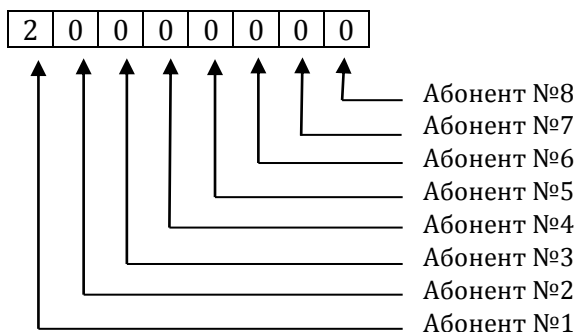 2 0 0 0 0 0 0 0
Абонент №8
Абонент №7
Абонент №6
Абонент №5
Абонент №4
Абонент №3
Абонент №2
Абонент №1